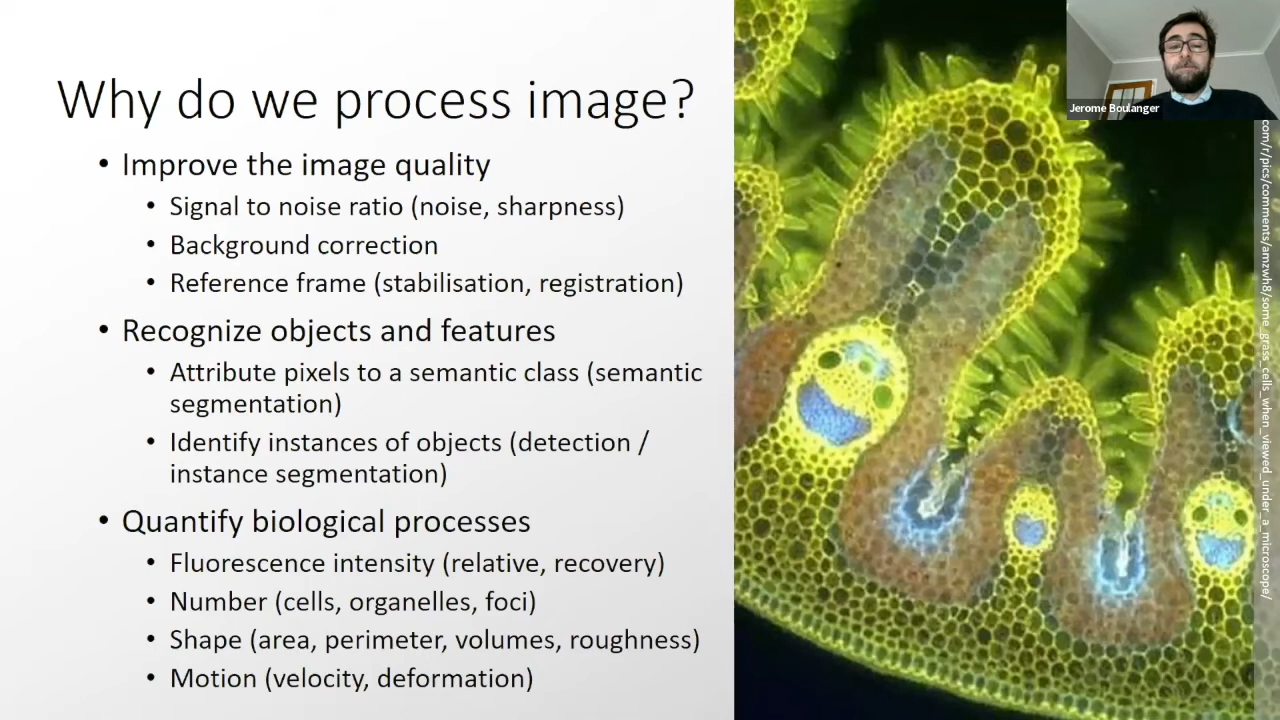 Why do we process image?
• Improve the image quality
• Signal to noise ratio (noise, sharpness)
• Background correction
• Reference frame (stabilisation, registration)
• Recognize objects and features
• Attribute pixels to a semantic class (semantic
segmentation)
• Identify instances of objects (detection /
instance segmentation)
• Quantify biological processes
• Fluorescence intensity (relative, recovery)
• Number (cells, organelles, foci)
• Shape (area, perimeter, volumes, roughness)
• Motion (velocity, deformation)
Jerome Boulanger
com/r/pics/comments/amzwh8/some_grass_cells_when_viewed_under_a_microscope/